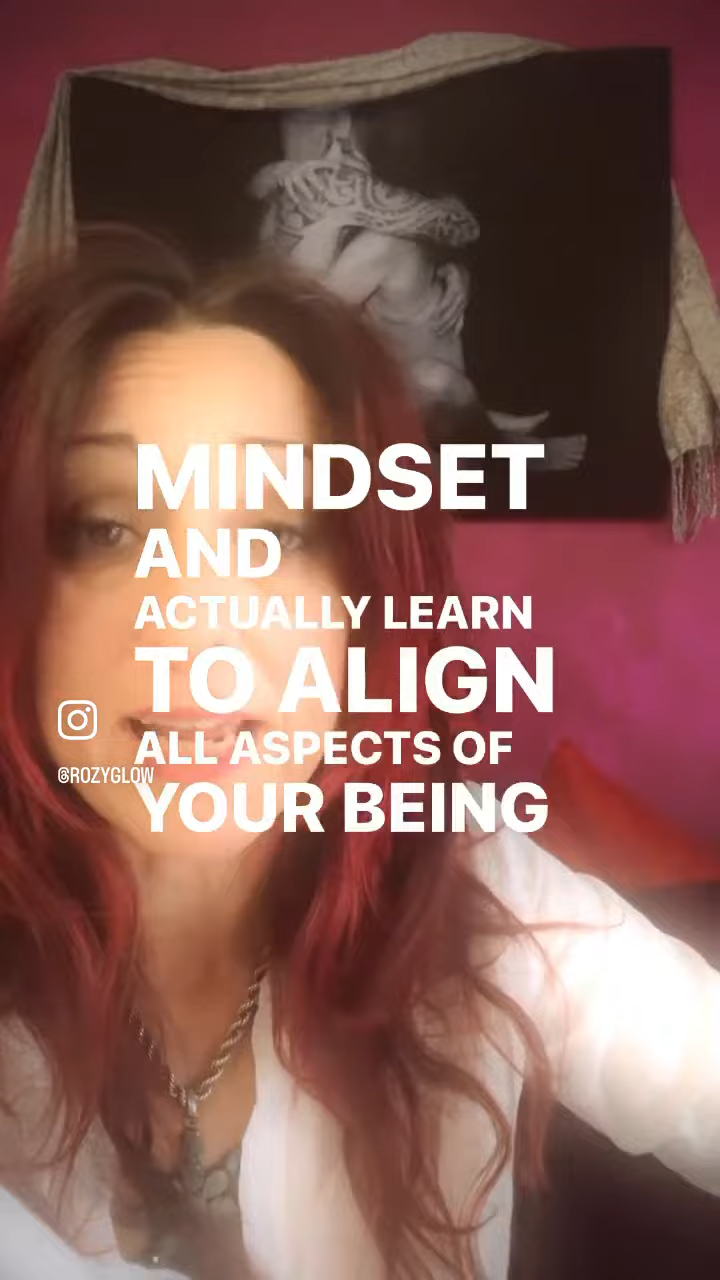 MINDSET
AND
ACTUALLY LEARN
TO ALIGN
ALL ASPECTS OF
YOUR BEING
@ROZYGLOW